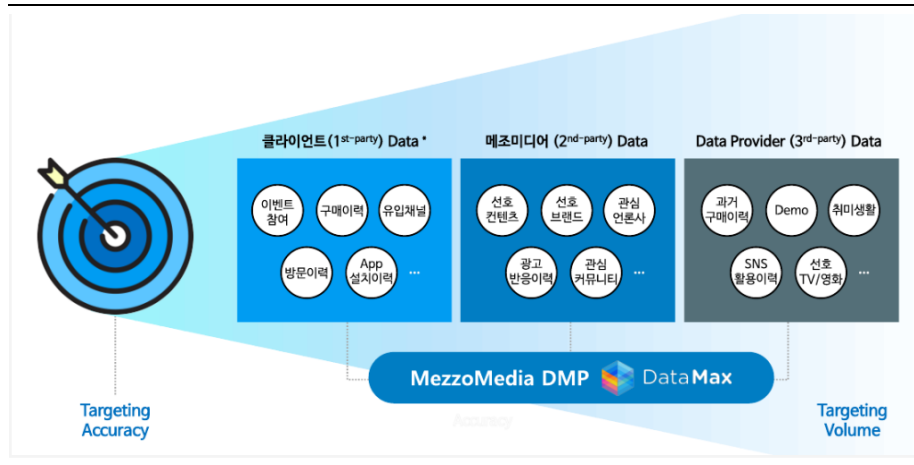 클라이언트(1st-party) Data *
메조미디어 (2nd-party) Data
Data Provider (3rd-party) Data
이벤트
참여
구매이력
유입채널
방문이력
App
설치이력
...
선호
컨텐츠
선호
브랜드
관심
언론사
광고
반응이력
관심
커뮤니티
...
과거
구매이력
Demo
취미생활
SNS
활용이력
선호
TV/영화
...
MezzoMedia DMP
DataMax
Targeting
Accuracy
Accuracy
Targeting
Volume